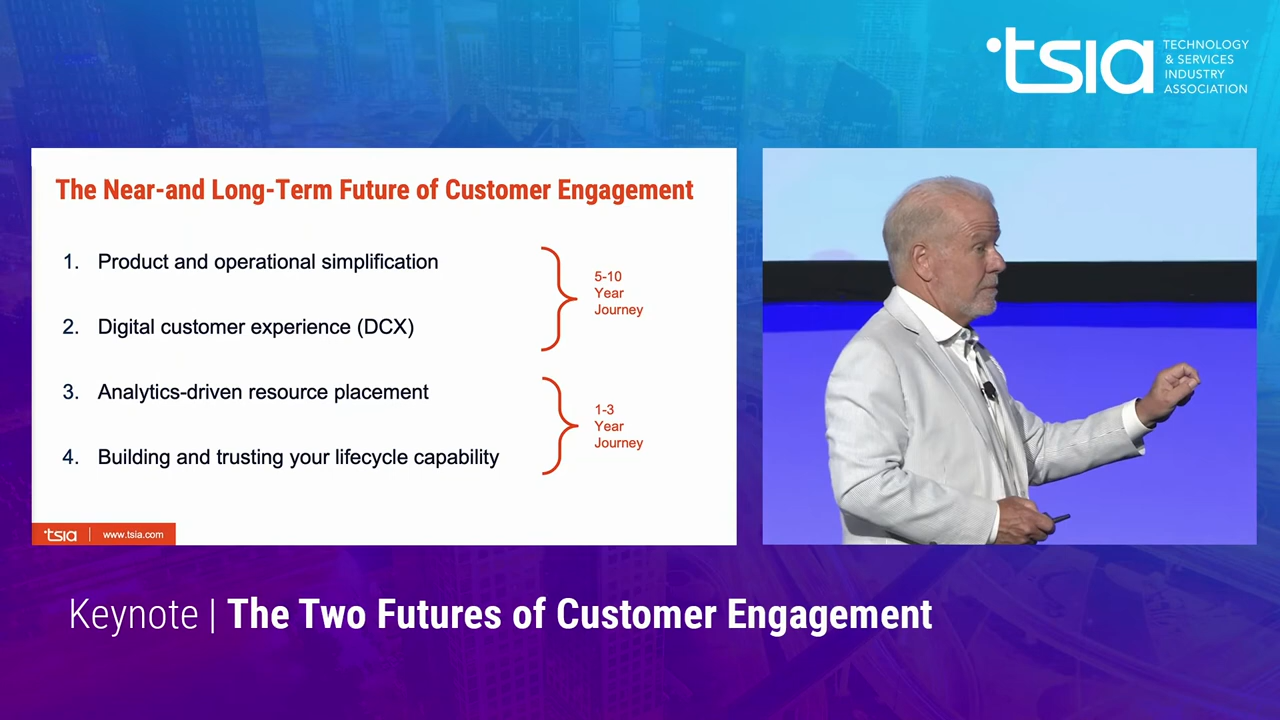 tsia
TECHNOLOGY
& SERVICES
INDUSTRY
ASSOCIATION
The Near-and Long-Term Future of Customer Engagement
1. Product and operational simplification
2. Digital customer experience (DCX)
5-10
Year
Journey
3. Analytics-driven resource placement
4. Building and trusting your lifecycle capability
1-3
Year
Journey
tsia | www.tsia.com
Keynote | The Two Futures of Customer Engagement